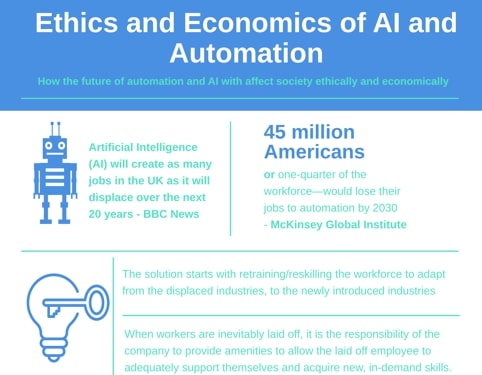 Ethics and Economics of AI and
Automation
How the future of automation and AI with affect society ethically and economically
Artificial Intelligence
(AI) will create as many
jobs in the UK as it will
displace over the next
20 years - BBC News
45 million
Americans
or one-quarter of the
workforce—would lose their
jobs to automation by 2030
- McKinsey Global Institute
The solution starts with retraining/reskilling the workforce to adapt
from the displaced industries, to the newly introduced industries
When workers are inevitably laid off, it is the responsibility of the
company to provide amenities to allow the laid off employee to
adequately support themselves and acquire new, in-demand skills.